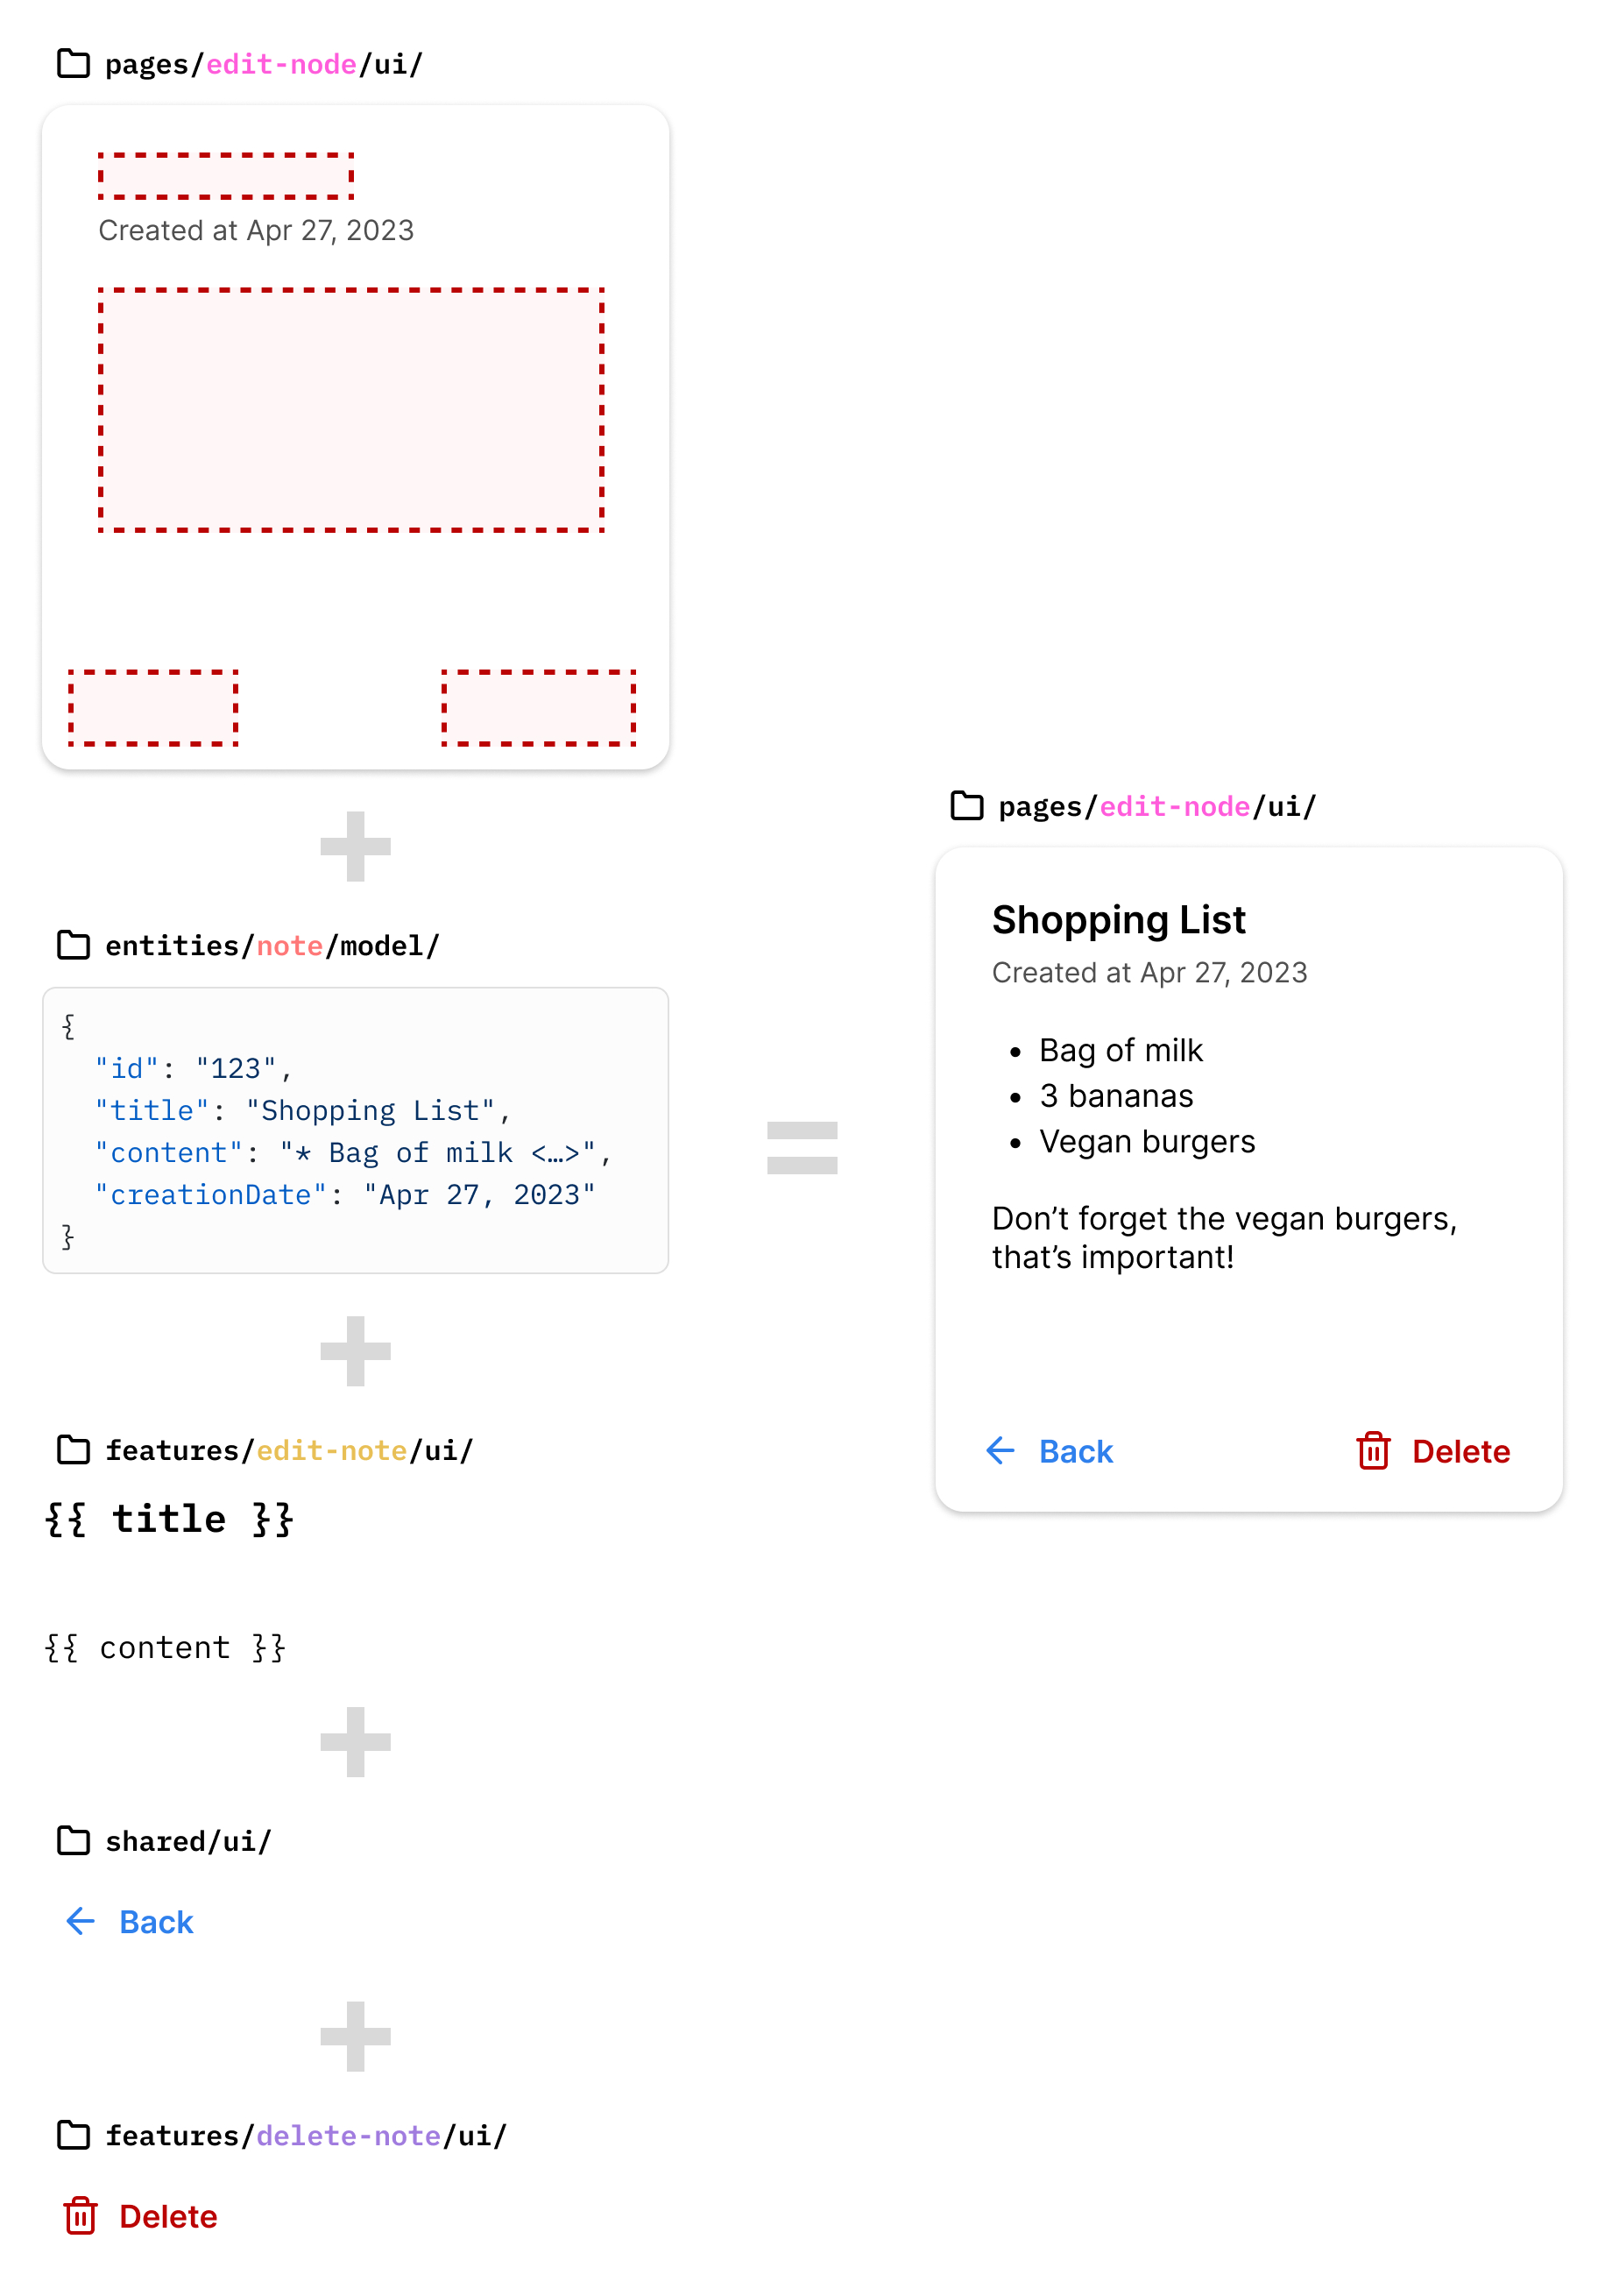 pages/edit-node/ui/
Created at Apr 27, 2023
entities/note/model/
{
"id": "123",
"title": "Shopping List",
"content": "* Bag of milk <…>",
"creationDate": "Apr 27, 2023"
}
features/edit-note/ui/
{{ title }}
{{ content }}
shared/ui/
Back
features/delete-note/ui/
Delete
pages/edit-node/ui/
Shopping List
Created at Apr 27, 2023
• Bag of milk
• 3 bananas
• Vegan burgers
Don’t forget the vegan burgers,
that’s important!
Back
Delete